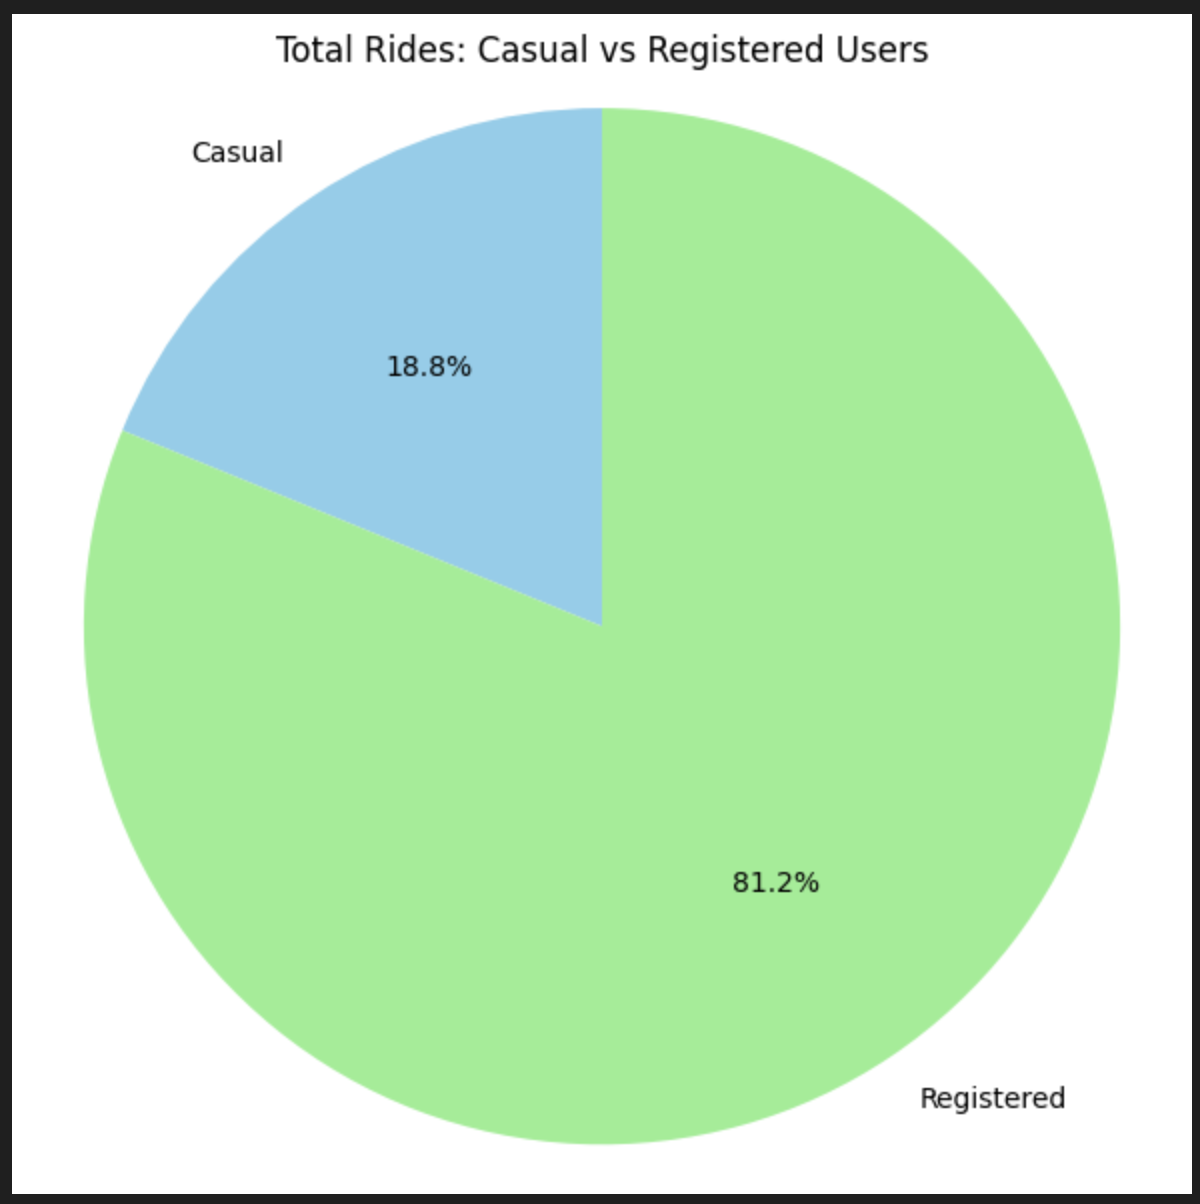 Total Rides: Casual vs Registered Users
Casual
18.8%
81.2%
Registered